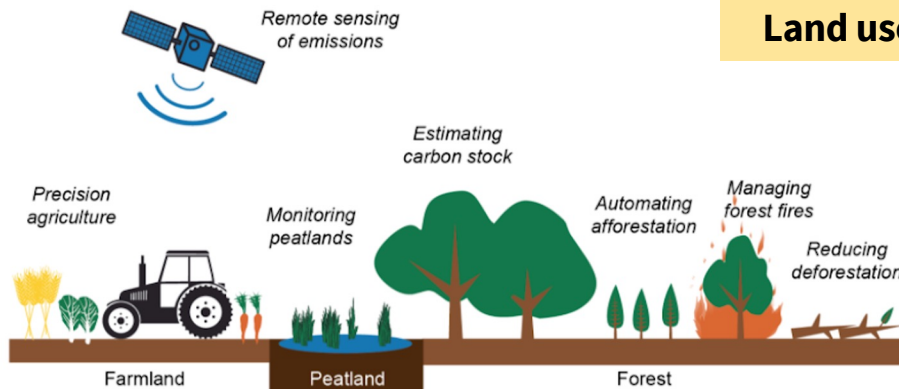 Remote sensing
of emissions
Land use
Estimating
carbon stock
Precision
agriculture
Monitoring
peatlands
Automating
afforestation
Managing
forest fires
Reducing
deforestation
Farmland
Peatland
Forest